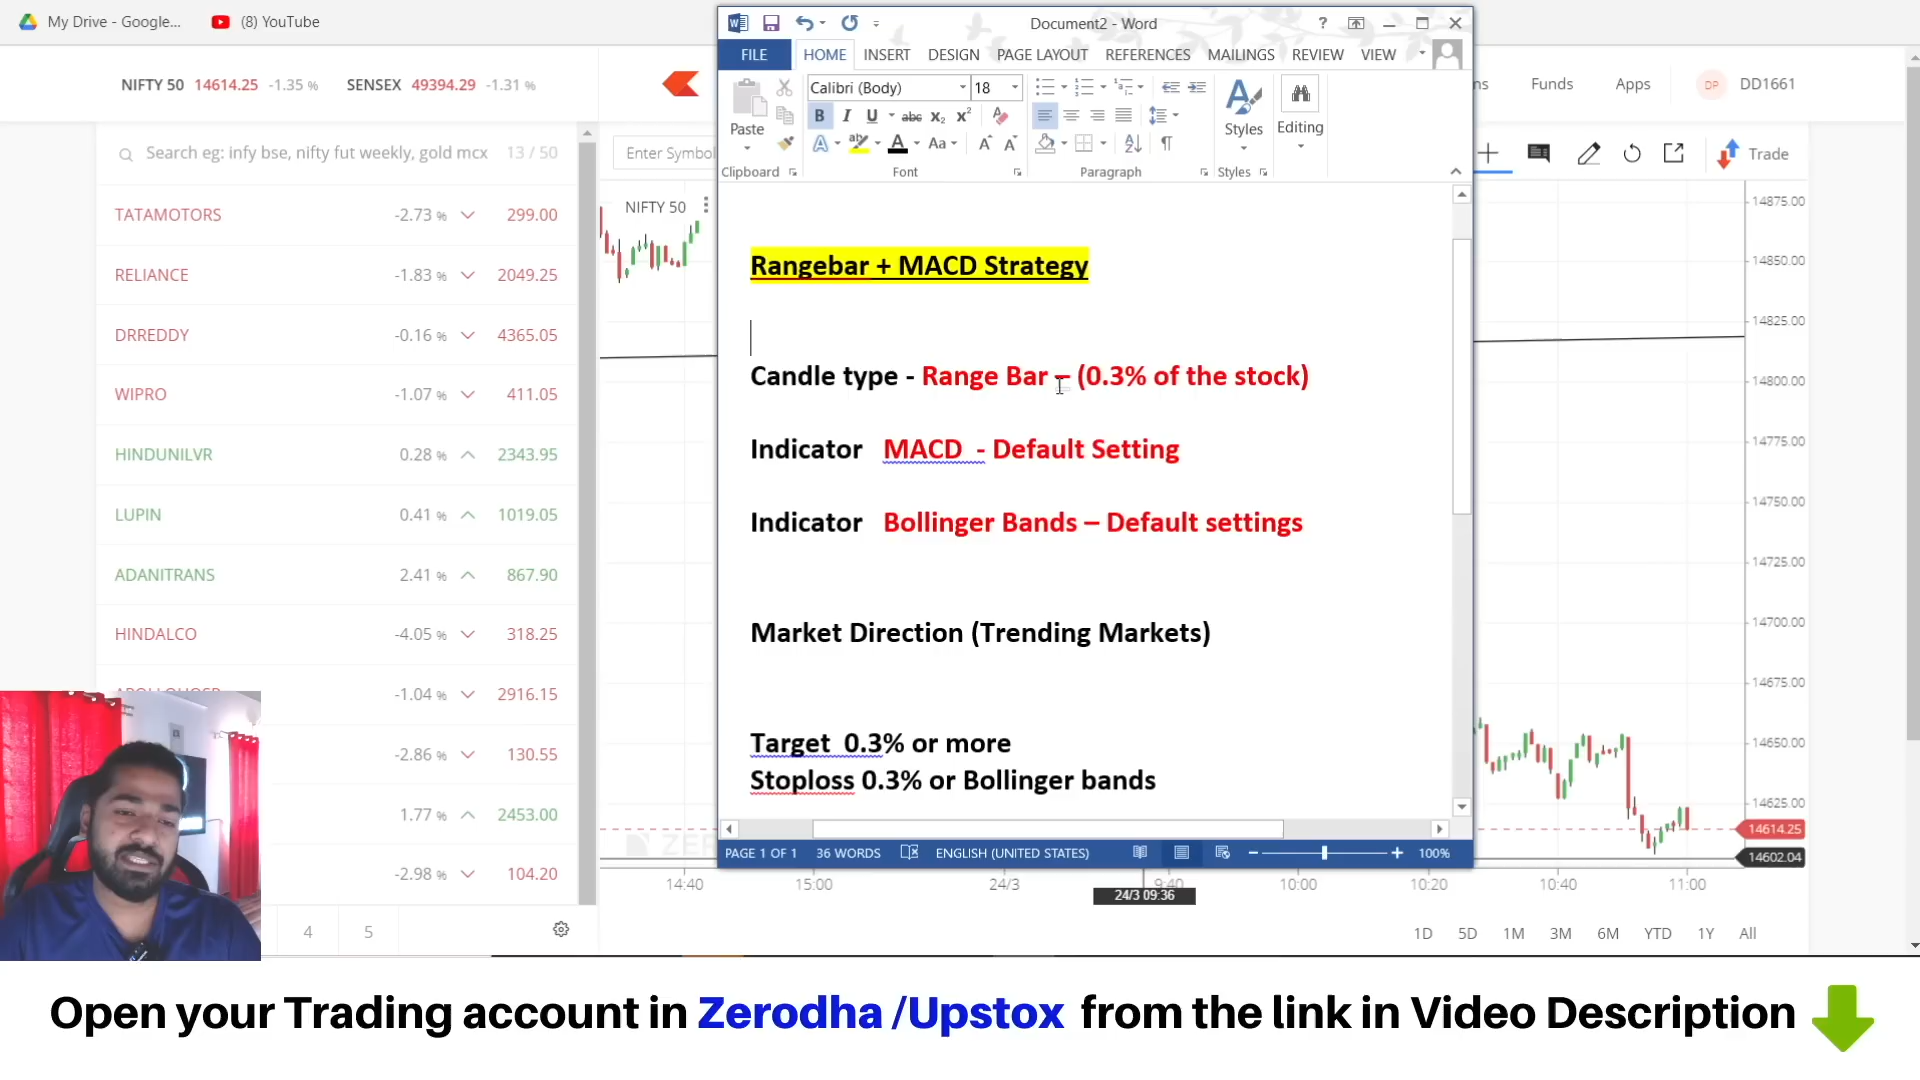 My Drive - Google...
(8) YouTube
Document2 - Word
FILE HOME INSERT DESIGN PAGE LAYOUT REFERENCES MAILINGS REVIEW VIEW
NIFTY 50 14614.25 -1.35 %
SENSEX 49394.29 -1.31 %
Funds
Apps
DP
DD1661
Calibri (Body) 18
Paste
Styles
Editing
Clipboard
Font
Paragraph
Styles
Search eg: infy bse, nifty fut weekly, gold mcx 13 / 50
Enter Symbol
Trade
TATAMOTORS -2.73 % 299.00
RELIANCE -1.83 % 2049.25
DRREDDY -0.16 % 4365.05
WIPRO -1.07 % 411.05
HINDUNILVR 0.28 % 2343.95
LUPIN 0.41 % 1019.05
ADANITRANS 2.41 % 867.90
HINDALCO -4.05 % 318.25
-1.04 % 2916.15
-2.86 % 130.55
1.77 % 2453.00
-2.98 % 104.20
4 5
NIFTY 50
Rangebar + MACD Strategy
Candle type - Range Bar – (0.3% of the stock)
Indicator MACD - Default Setting
Indicator Bollinger Bands – Default settings
Market Direction (Trending Markets)
Target 0.3% or more
Stoploss 0.3% or Bollinger bands
PAGE 1 OF 1 36 WORDS ENGLISH (UNITED STATES) 100%
14875.00
14850.00
14825.00
14800.00
14775.00
14750.00
14725.00
14700.00
14675.00
14650.00
14625.00
14614.25
14602.04
14:40 15:00 24/3 9:40 10:00 10:20 10:40 11:00
24/3 09:36
1D 5D 1M 3M 6M YTD 1Y All
Open your Trading account in Zerodha /Upstox from the link in Video Description